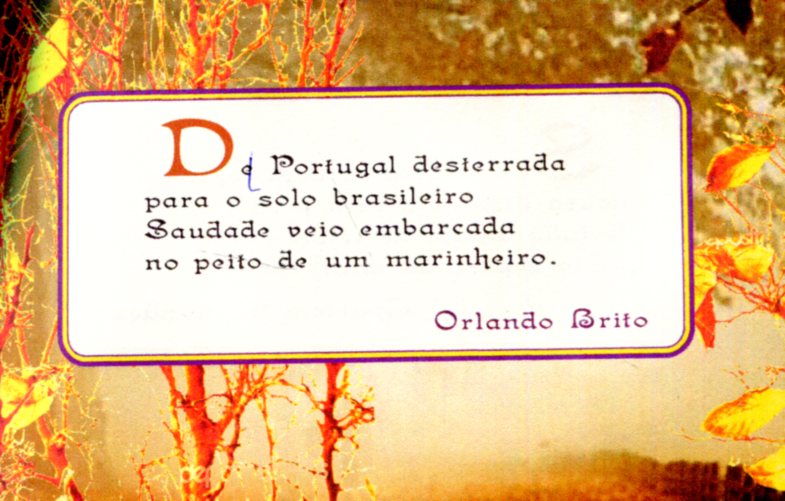 De Portugal desterrada
para o solo brasileiro
Saudade veio embarcada
no peito de um marinheiro.
Orlando Brito